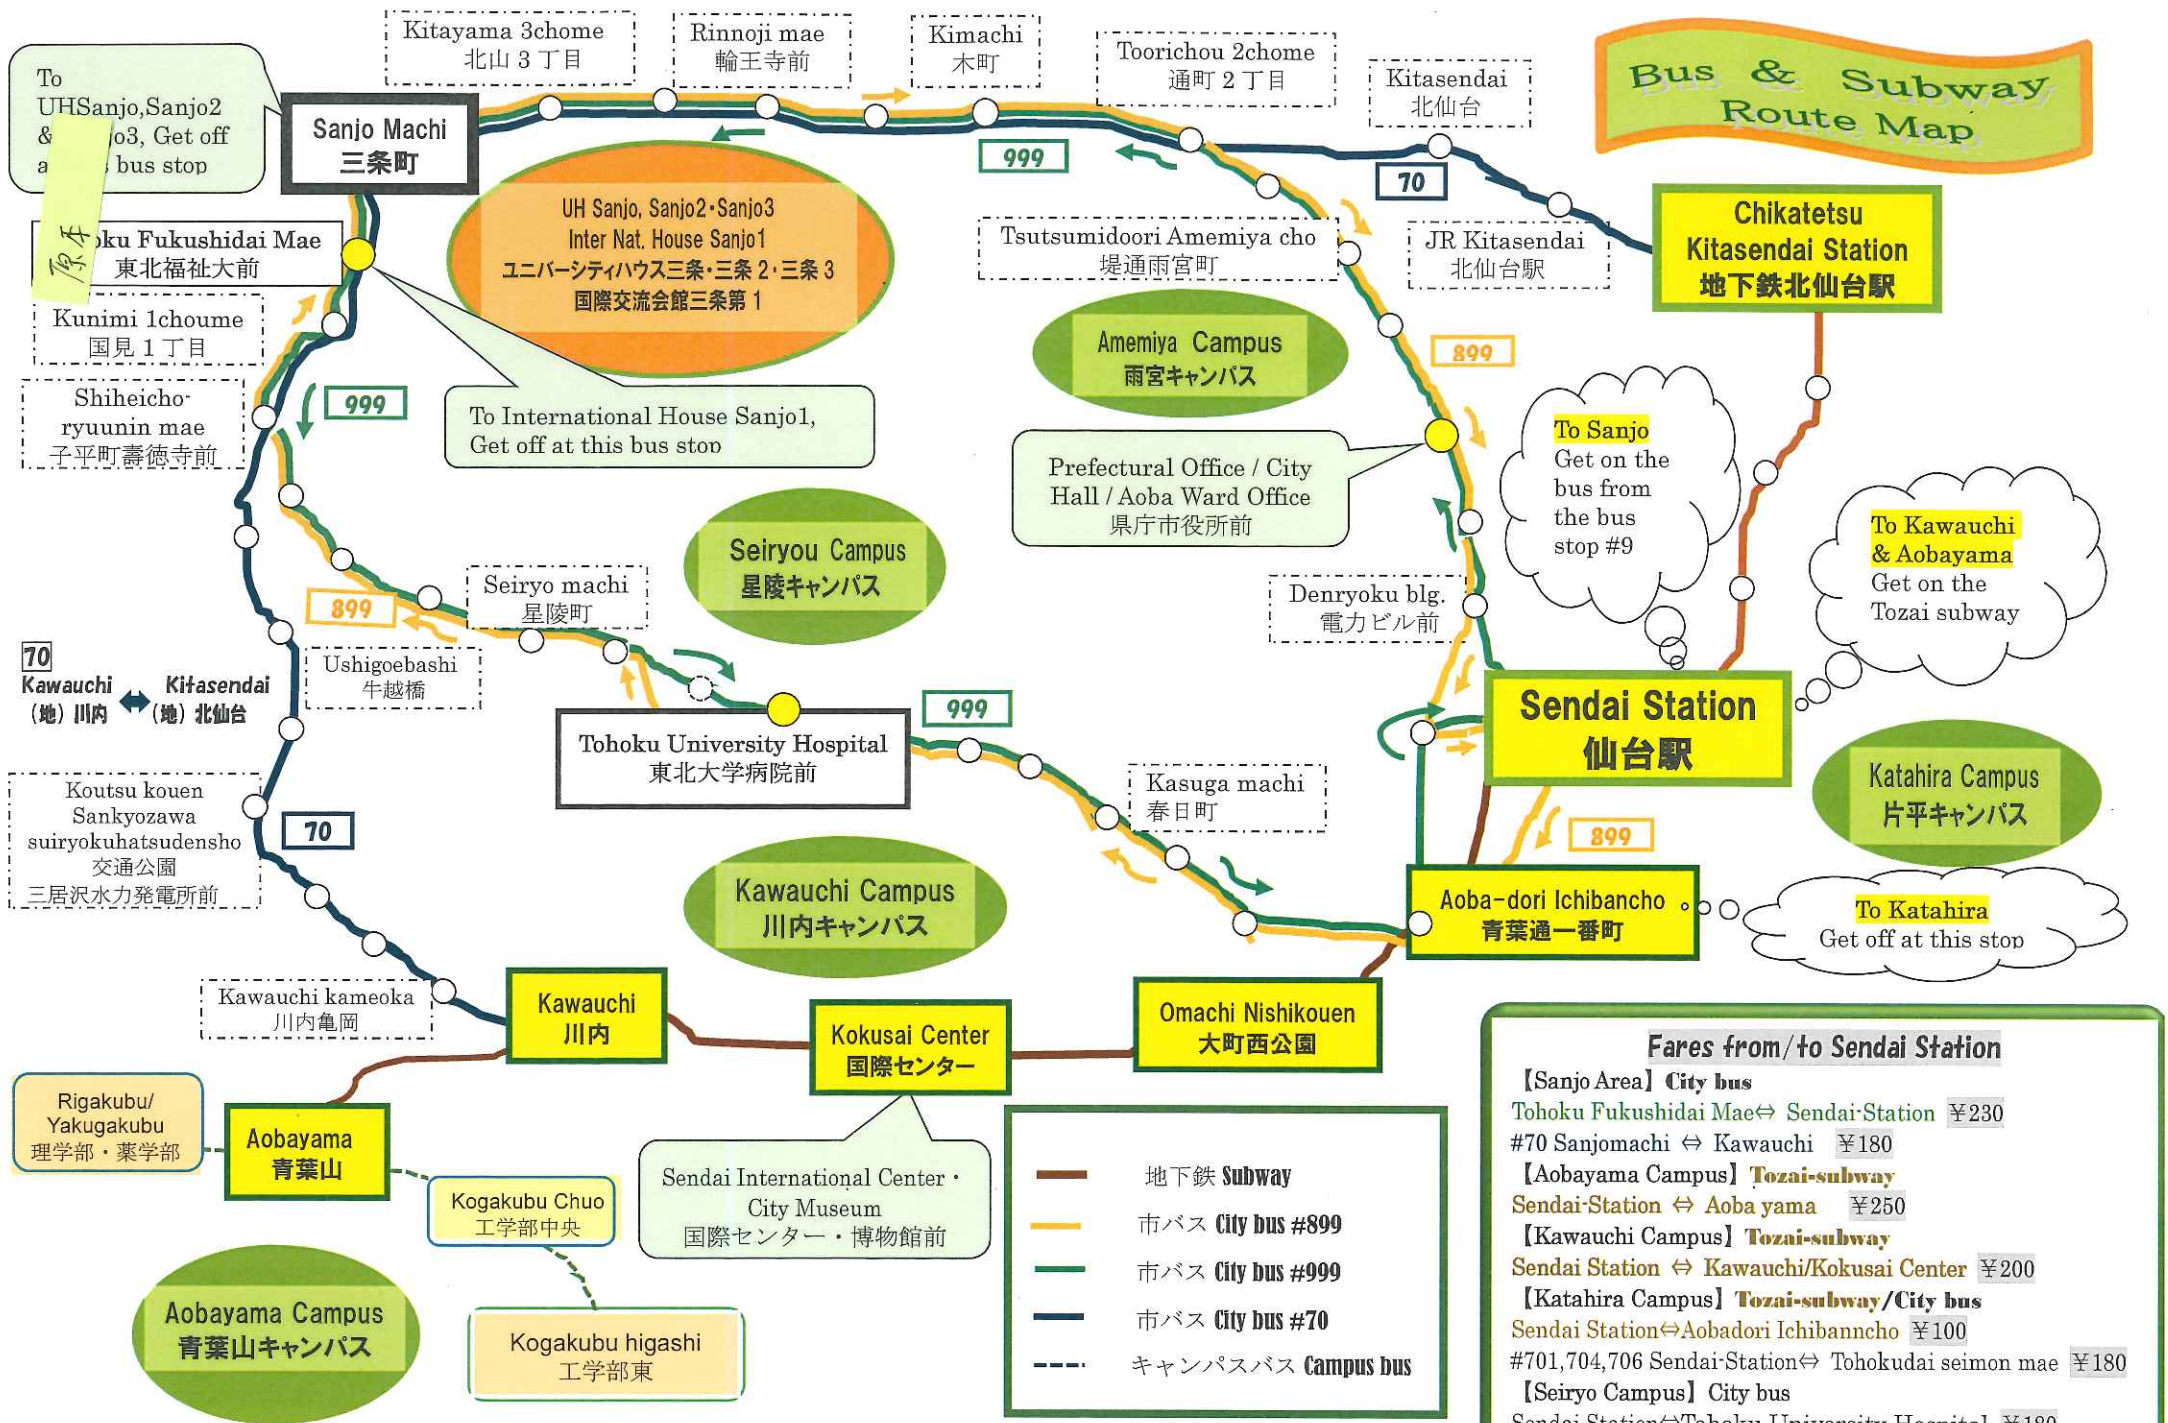 Bus & Subway
Route Map
To
UHSanjo,Sanjo2
& jo3, Get off
a bus stop
原本
Sanjo Machi
三条町
Kitayama 3chome
北山３丁目
Rinnoji mae
輪王寺前
Kimachi
木町
Toorichou 2chome
通町２丁目
Kitasendai
北仙台
999
70
JR Kitasendai
北仙台駅
Chikatetsu
Kitasendai Station
地下鉄北仙台駅
oku Fukushidai Mae
東北福祉大前
UH Sanjo, Sanjo2・Sanjo3
Inter Nat. House Sanjo1
ユニバーシティハウス三条・三条２・三条３
国際交流会館三条第１
Tsutsumidoori Amemiya cho
堤通雨宮町
Kunimi 1choume
国見１丁目
Amemiya Campus
雨宮キャンパス
899
Shiheicho-
ryuunin mae
子平町壽徳寺前
999
To International House Sanjo1,
Get off at this bus stop
Prefectural Office / City
Hall / Aoba Ward Office
県庁市役所前
To Sanjo
Get on the
bus from
the bus
stop #9
To Kawauchi
& Aobayama
Get on the
Tozai subway
Seiryou Campus
星陵キャンパス
Seiryo machi
星陵町
899
Denryoku blg.
電力ビル前
70
Kawauchi Kitasendai
（地）川内 （地）北仙台
Ushigoebashi
牛越橋
Sendai Station
仙台駅
999
Tohoku University Hospital
東北大学病院前
Kasuga machi
春日町
Katahira Campus
片平キャンパス
Koutsu kouen
Sankyozawa
suiryokuhatsudensho
交通公園
三居沢水力発電所前
70
899
Kawauchi Campus
川内キャンパス
Aoba-dori Ichibancho
青葉通一番町
To Katahira
Get off at this stop
Kawauchi kameoka
川内亀岡
Kawauchi
川内
Kokusai Center
国際センター
Omachi Nishikouen
大町西公園
Rigakubu/
Yakugakubu
理学部・薬学部
Aobayama
青葉山
Kogakubu Chuo
工学部中央
Kogakubu higashi
工学部東
Aobayama Campus
青葉山キャンパス
Sendai International Center・
City Museum
国際センター・博物館前
地下鉄 Subway
市バス City bus #899
市バス City bus #999
市バス City bus #70
キャンパスバス Campus bus
Fares from/to Sendai Station
【Sanjo Area】City bus
Tohoku Fukushidai Mae⇔ Sendai-Station ￥230
#70 Sanjomachi ⇔ Kawauchi ￥180
【Aobayama Campus】Tozai-subway
Sendai-Station ⇔ Aoba yama ￥250
【Kawauchi Campus】Tozai-subway
Sendai Station ⇔ Kawauchi/Kokusai Center ￥200
【Katahira Campus】Tozai-subway/City bus
Sendai Station⇔Aobadori Ichibanncho ￥100
#701,704,706 Sendai-Station⇔ Tohokudai seimon mae ￥180
【Seiryo Campus】City bus
Sendai Station⇔Tohoku University Hospital ￥180